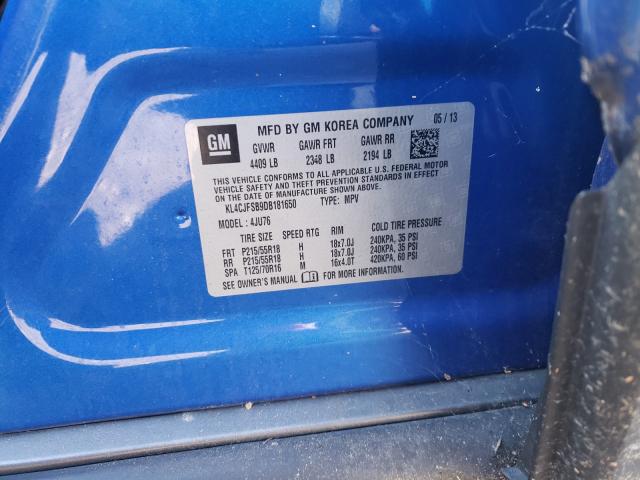 GM
MFD BY GM KOREA COMPANY 05 / 13
GVWR GAWR FRT GAWR RR
4409 LB 2348 LB 2194 LB
THIS VEHICLE CONFORMS TO ALL APPLICABLE U.S. FEDERAL MOTOR
VEHICLE SAFETY AND THEFT PREVENTION STANDARDS IN EFFECT
ON THE DATE OF MANUFACTURE SHOWN ABOVE.
KL4CJFSB9DB181650 TYPE: MPV
MODEL: 4JU76
TIRE SIZE SPEED RTG RIM COLD TIRE PRESSURE
FRT P215/55R18 H 18x7.0J 240KPA, 35 PSI
RR P215/55R18 H 18x7.0J 240KPA, 35 PSI
SPA T125/70R16 M 16x4.0T 420KPA, 60 PSI
SEE OWNER'S MANUAL FOR MORE INFORMATION.